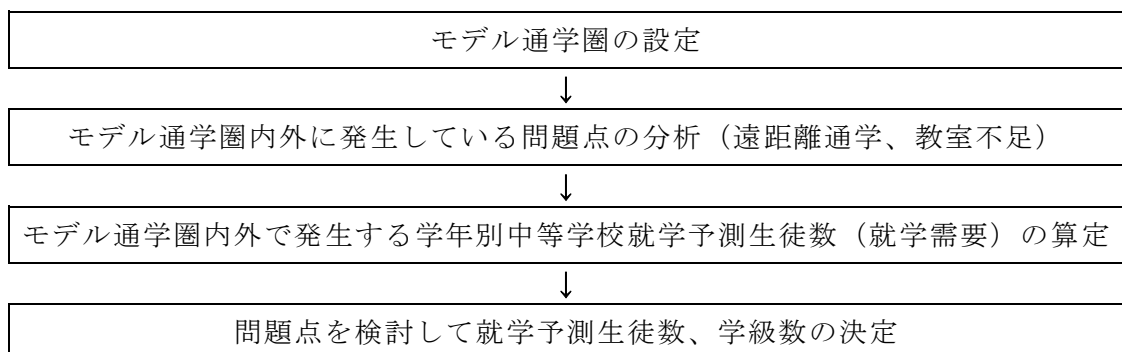 モデル通学圏の設定
↓
モデル通学圏内外に発生している問題点の分析（遠距離通学、教室不足）
↓
モデル通学圏内外で発生する学年別中等学校就学予測生徒数（就学需要）の算定
↓
問題点を検討して就学予測生徒数、学級数の決定